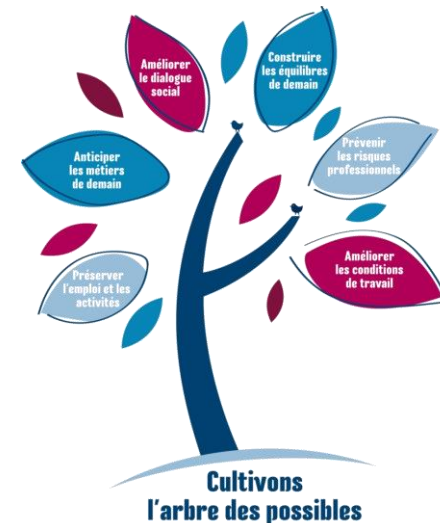 Améliorer
le dialogue
social
Construire
les équilibres
de demain
Anticiper
les métiers
de demain
Prévenir
les risques
professionnels
Préserver
l'emploi et les
activités
Améliorer
les conditions
de travail
Cultivons
l'arbre des possibles